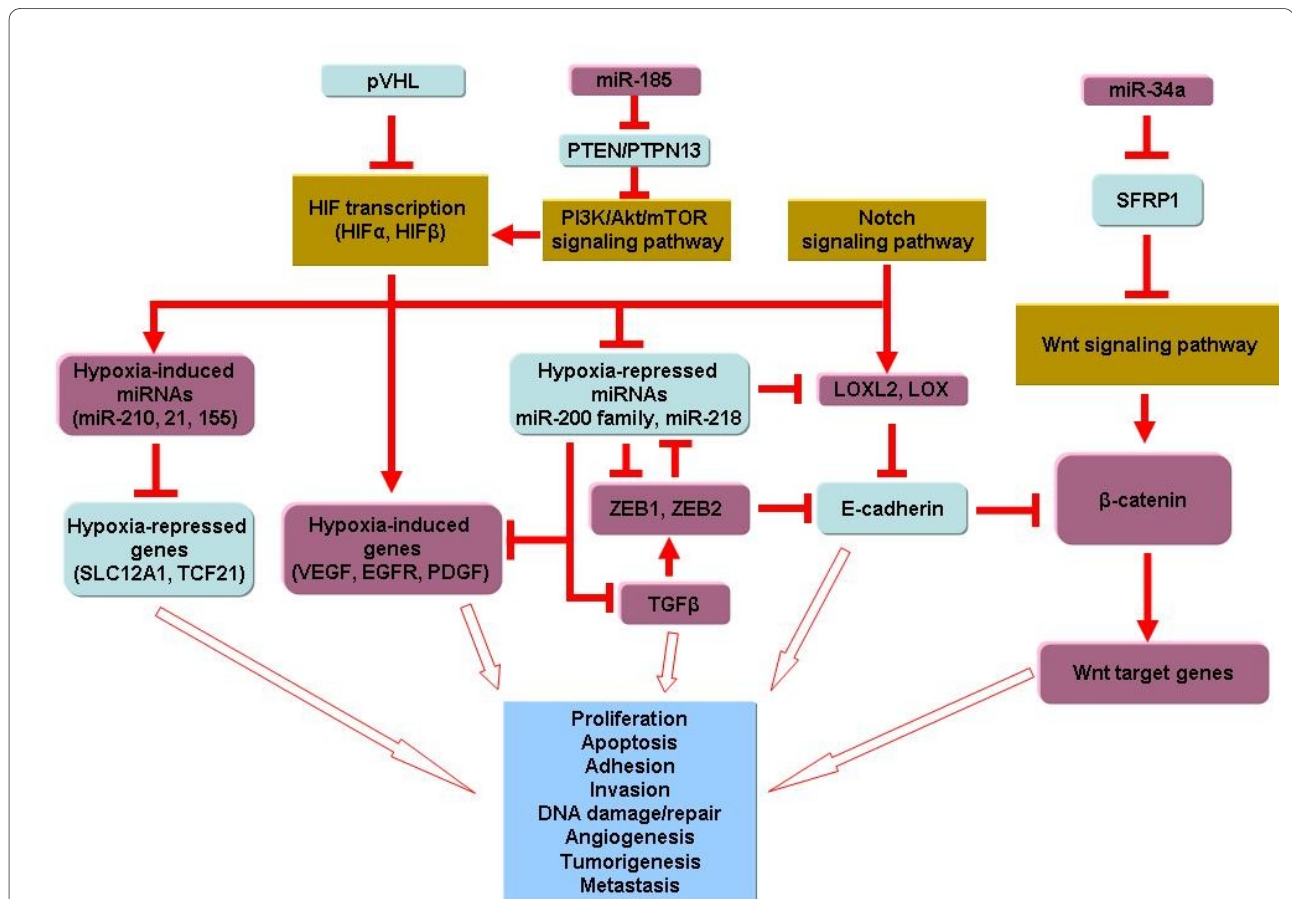 pVHL
miR-185
miR-34a
PTEN/PTPN13
HIF transcription
(HIFα, HIFβ)
PI3K/Akt/mTOR
signaling pathway
Notch
signaling pathway
SFRP1
Wnt signaling pathway
Hypoxia-induced
miRNAs
(miR-210, 21, 155)
Hypoxia-repressed
miRNAs
miR-200 family, miR-218
LOXL2, LOX
Hypoxia-repressed
genes
(SLC12A1, TCF21)
Hypoxia-induced
genes
(VEGF, EGFR, PDGF)
ZEB1, ZEB2
E-cadherin
β-catenin
TGFβ
Wnt target genes
Proliferation
Apoptosis
Adhesion
Invasion
DNA damage/repair
Angiogenesis
Tumorigenesis
Metastasis